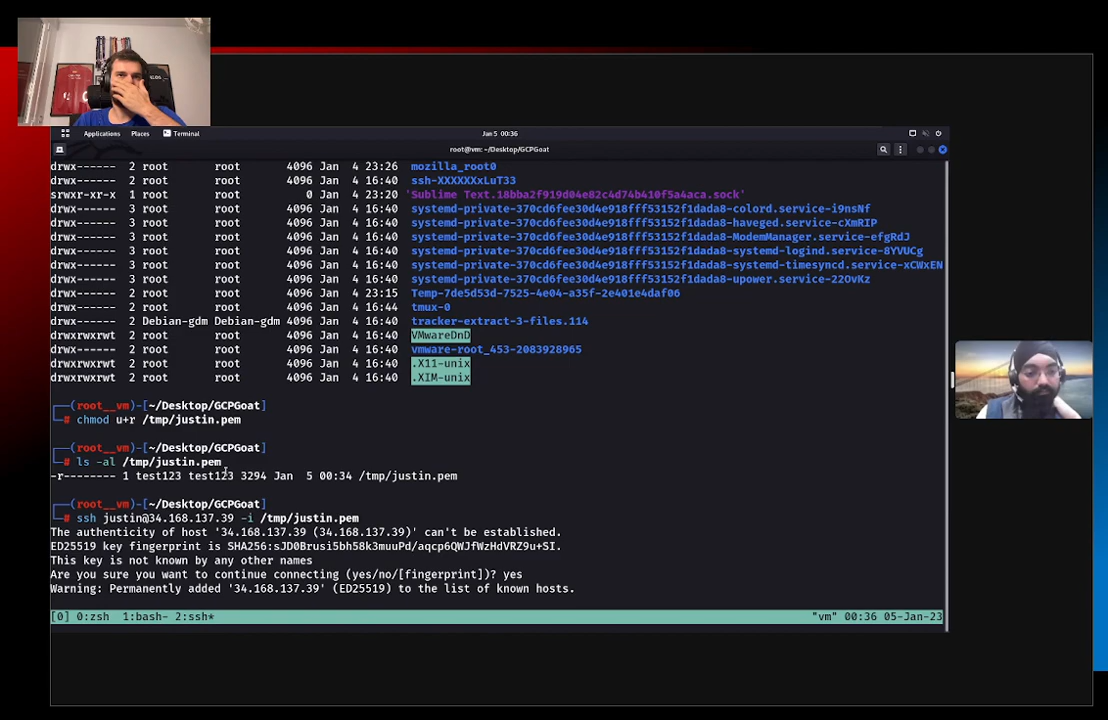 Applications Places Terminal Jan 5 00:36
root@vm: ~/Desktop/GCPGoat
drwx------ 2 root root 4096 Jan 4 23:26 mozilla_root0
drwx------ 2 root root 4096 Jan 4 16:40 ssh-XXXXXXxLuT33
srwxr-xr-x 1 root root 0 Jan 4 23:20 'Sublime Text.18bba2f919d04e82c4d74b410f5a4aca.sock'
drwx------ 3 root root 4096 Jan 4 16:40 systemd-private-370cd6fee30d4e918fff53152f1dada8-colord.service-i9nsNf
drwx------ 3 root root 4096 Jan 4 16:40 systemd-private-370cd6fee30d4e918fff53152f1dada8-haveged.service-cXmRIP
drwx------ 3 root root 4096 Jan 4 16:40 systemd-private-370cd6fee30d4e918fff53152f1dada8-ModemManager.service-efgRdJ
drwx------ 3 root root 4096 Jan 4 16:40 systemd-private-370cd6fee30d4e918fff53152f1dada8-systemd-logind.service-8YVUCg
drwx------ 3 root root 4096 Jan 4 16:40 systemd-private-370cd6fee30d4e918fff53152f1dada8-systemd-timesyncd.service-xCWxEN
drwx------ 3 root root 4096 Jan 4 16:40 systemd-private-370cd6fee30d4e918fff53152f1dada8-upower.service-22OvKz
drwx------ 2 root root 4096 Jan 4 23:15 Temp-7de5d53d-7525-4e04-a35f-2e401e4daf06
drwx------ 2 root root 4096 Jan 4 16:44 tmux-0
drwx------ 2 Debian-gdm Debian-gdm 4096 Jan 4 16:40 tracker-extract-3-files.114
drwxrwxrwt 2 root root 4096 Jan 4 16:40 VMwareDnD
drwx------ 2 root root 4096 Jan 4 16:40 vmware-root_453-2083928965
drwxrwxrwt 2 root root 4096 Jan 4 16:40 .X11-unix
drwxrwxrwt 2 root root 4096 Jan 4 16:40 .XIM-unix
┌──(root__vm)-[~/Desktop/GCPGoat]
└─# chmod u+r /tmp/justin.pem
┌──(root__vm)-[~/Desktop/GCPGoat]
└─# ls -al /tmp/justin.pem
-r-------- 1 test123 test123 3294 Jan 5 00:34 /tmp/justin.pem
┌──(root__vm)-[~/Desktop/GCPGoat]
└─# ssh justin@34.168.137.39 -i /tmp/justin.pem
The authenticity of host '34.168.137.39 (34.168.137.39)' can't be established.
ED25519 key fingerprint is SHA256:sJD0Brusi5bh58k3muuPd/aqcp6QWJfWzHdVRZ9u+SI.
This key is not known by any other names
Are you sure you want to continue connecting (yes/no/[fingerprint])? yes
Warning: Permanently added '34.168.137.39' (ED25519) to the list of known hosts.
[0] 0:zsh 1:bash- 2:ssh* "vm" 00:36 05-Jan-23